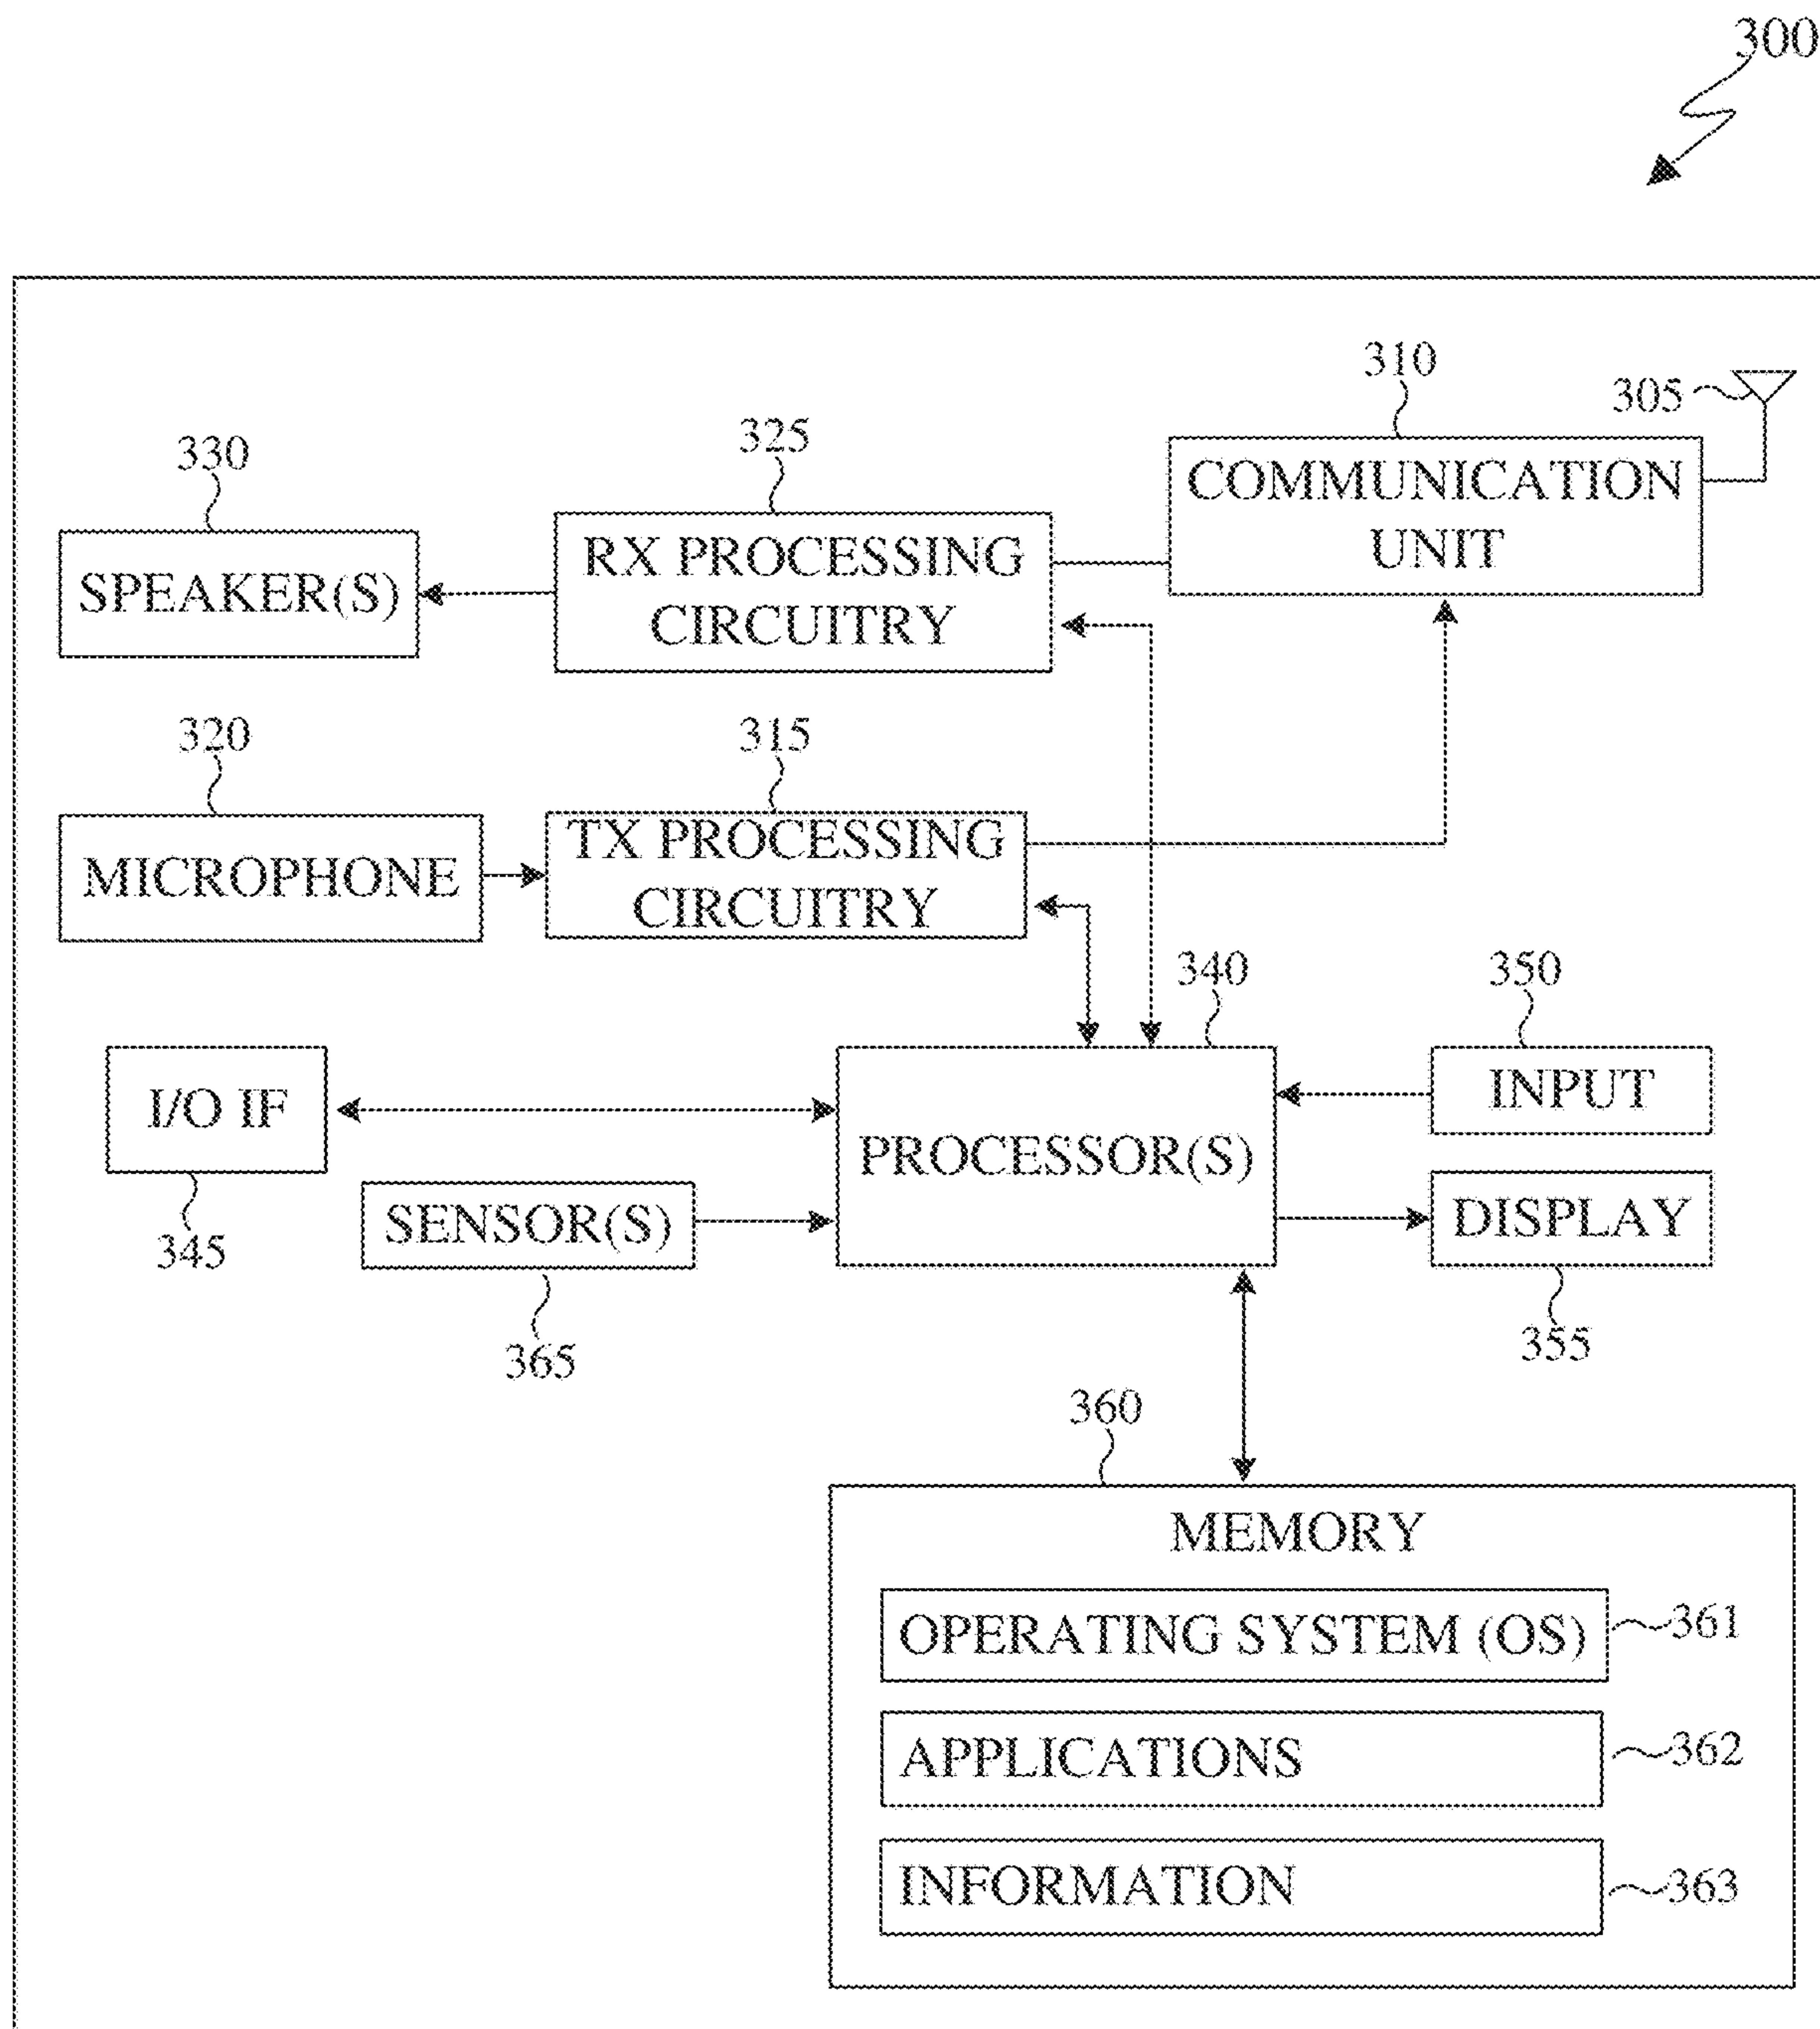 300
310
305
325
330
COMMUNICATION
UNIT
RX PROCESSING
CIRCUITRY
SPEAKER(S)
320
315
TX PROCESSING
CIRCUITRY
MICROPHONE
340
350
I/O IF
INPUT
PROCESSOR(S)
SENSOR(S)
DISPLAY
345
365
355
360
MEMORY
OPERATING SYSTEM (OS)
361
APPLICATIONS
362
INFORMATION
363